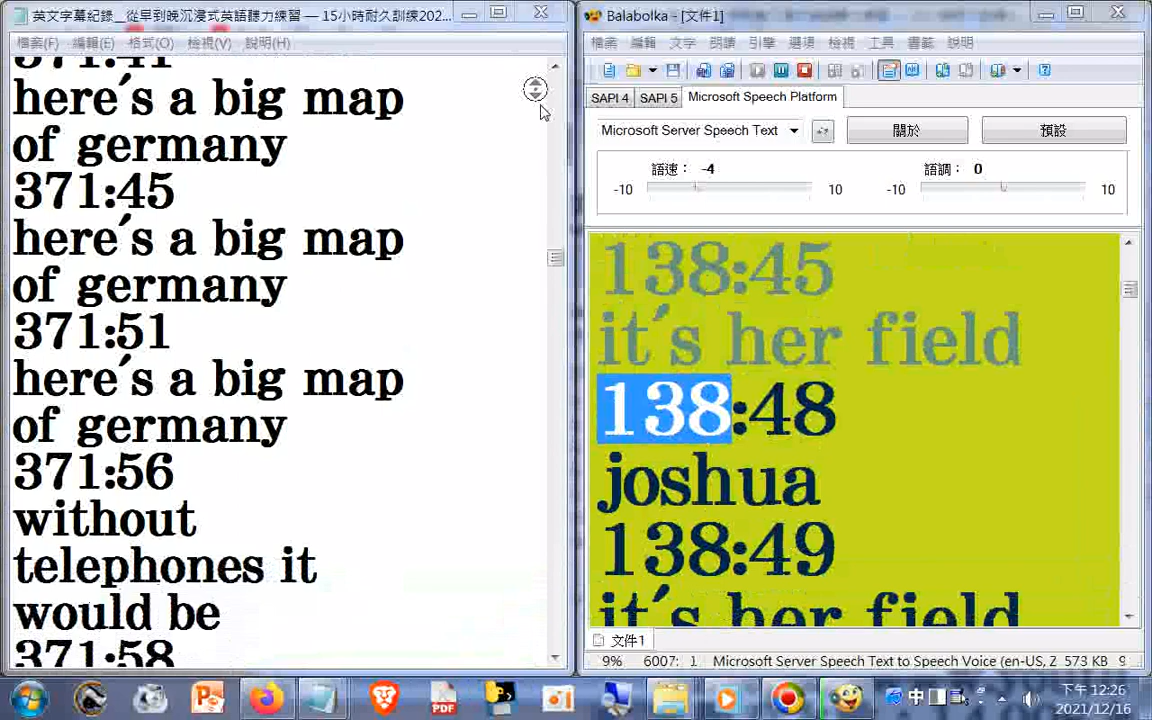 英文字幕紀錄__從早到晚沉浸式英語聽力練習 — 15小時耐久訓練202...
檔案(F) 編輯(E) 格式(O) 檢視(V) 說明(H)
371:41
here′s a big map
of germany
371:45
here′s a big map
of germany
371:51
here′s a big map
of germany
371:56
without
telephones it
would be
371:58
Balabolka - [文件1]
檔案 編輯 文字 朗讀 引擎 選項 檢視 工具 書籤 說明
SAPI 4 SAPI 5 Microsoft Speech Platform
Microsoft Server Speech Text 關於 預設
語速： -4 語調： 0
-10 10 -10 10
138:45
it′s her field
138:48
joshua
138:49
it′s her field
文件1
9% 6007: 1 Microsoft Server Speech Text to Speech Voice (en-US, Z 573 KB 9
PDF
中
下午 12:26
2021/12/16